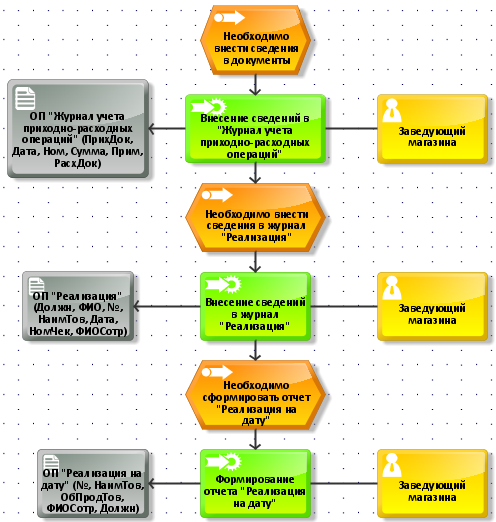 Необходимо
внести сведения
в документы
ОП "Журнал учета
приходно-расходных
операций" (ПрихДок,
Дата, Ном, Сумма, Прим,
РасхДок)
Внесение сведений в
"Журнал учета
приходно-расходных
операций"
Заведующий
магазина
Необходимо внести
сведения в журнал
"Реализация"
ОП "Реализация"
(Должн, ФИО, №,
НаимТов, Дата,
НомЧек, ФИОСотр)
Внесение сведений
в журнал
"Реализация"
Заведующий
магазина
Необходимо
сформировать отчет
"Реализация на
дату"
ОП "Реализация на
дату" (№, НаимТов,
ОбПродТов,
ФИОСотр, Должн)
Формирование
отчета "Реализация
на дату"
Заведующий
магазина